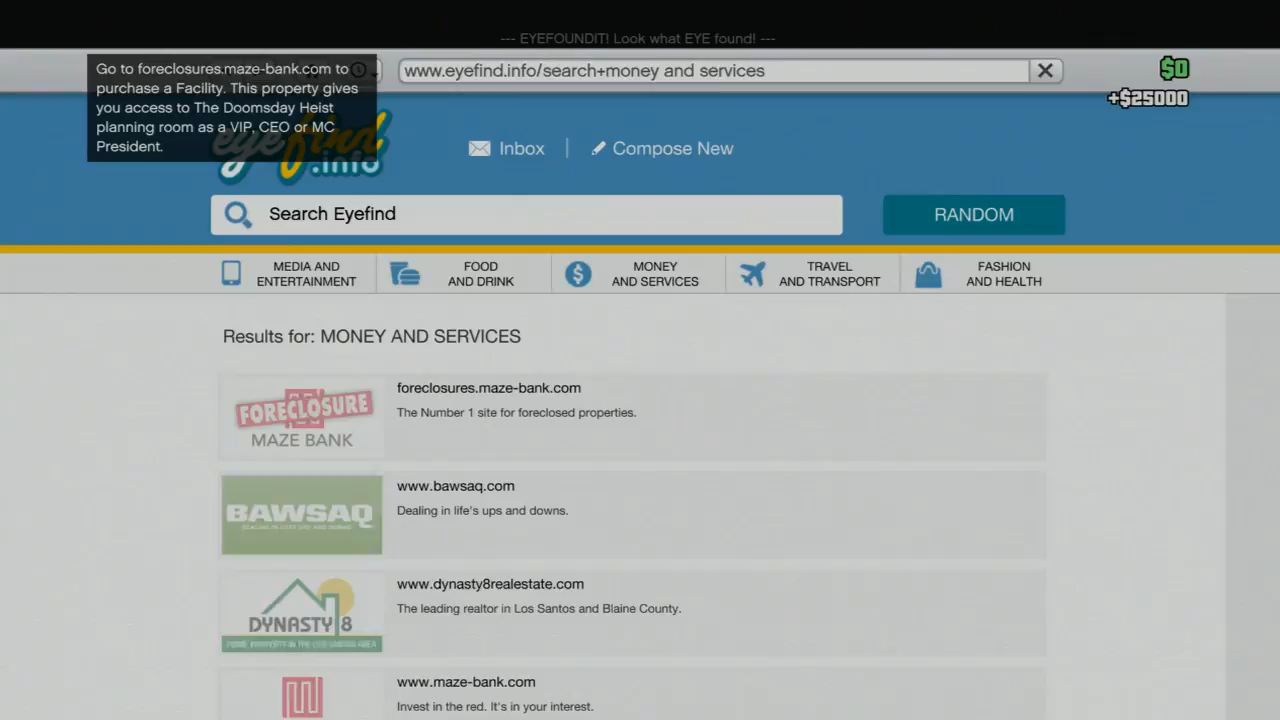 --- EYEFOUNDIT! Look what EYE found! ---
Go to foreclosures.maze-bank.com to
purchase a Facility. This property gives
you access to The Doomsday Heist
planning room as a VIP, CEO or MC
President.
www.eyefind.info/search+money and services
$0
+$25000
eyefind
.info
Inbox
Compose New
Search Eyefind
RANDOM
MEDIA AND
ENTERTAINMENT
FOOD
AND DRINK
MONEY
AND SERVICES
TRAVEL
AND TRANSPORT
FASHION
AND HEALTH
Results for: MONEY AND SERVICES
FORECLOSURE
MAZE BANK
foreclosures.maze-bank.com
The Number 1 site for foreclosed properties.
BAWSAQ
www.bawsaq.com
Dealing in life's ups and downs.
DYNASTY 8
www.dynasty8realestate.com
The leading realtor in Los Santos and Blaine County.
www.maze-bank.com
Invest in the red. It's in your interest.